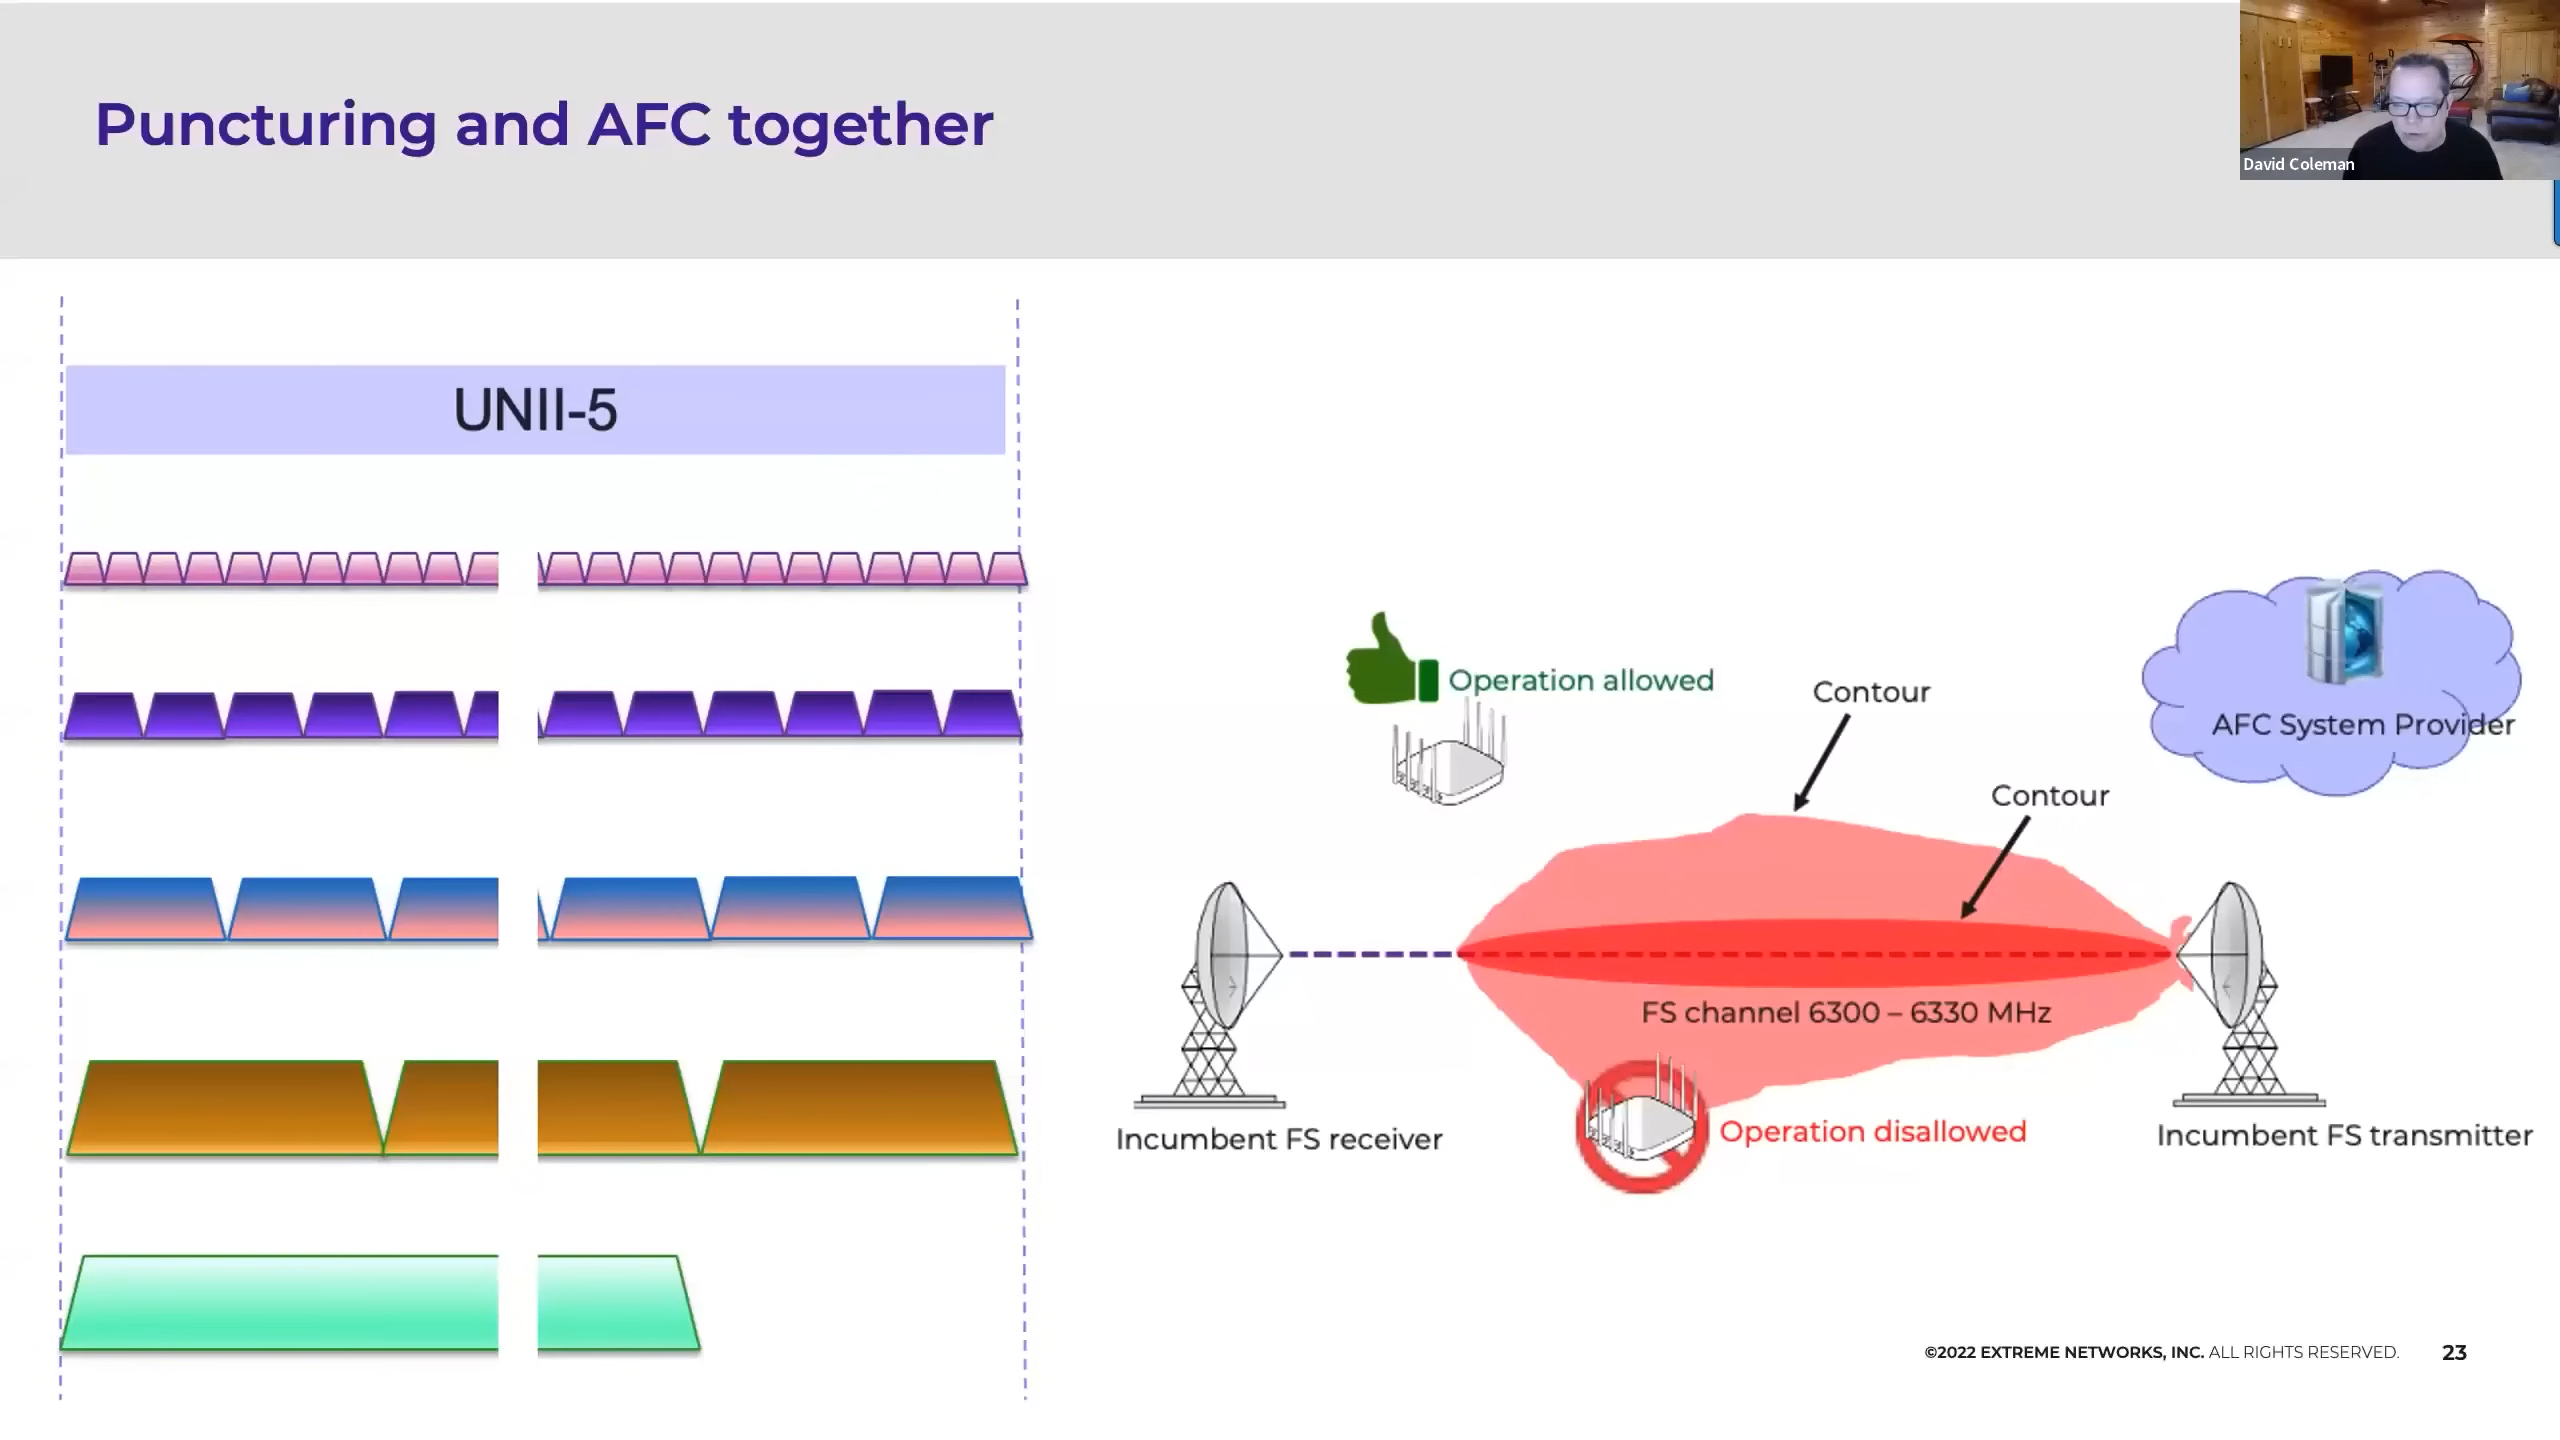 Puncturing and AFC together
David Coleman
UNII-5
Operation allowed
Contour
AFC System Provider
Contour
FS channel 6300 – 6330 MHz
Operation disallowed
Incumbent FS receiver
Incumbent FS transmitter
©2022 EXTREME NETWORKS, INC. ALL RIGHTS RESERVED. 23